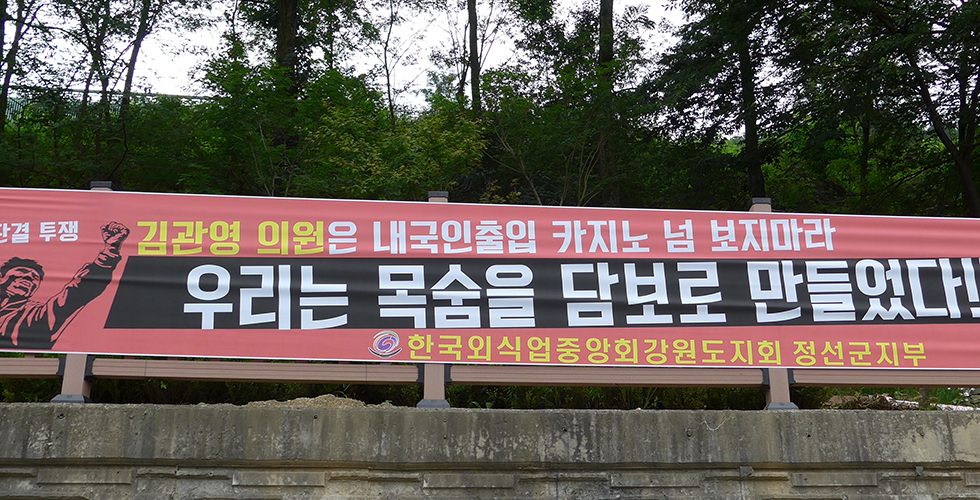 단결 투쟁
김관영 의원은 내국인출입 카지노 넘 보지마라
우리는 목숨을 담보로 만들었다!
한국외식업중앙회강원도지회 정선군지부